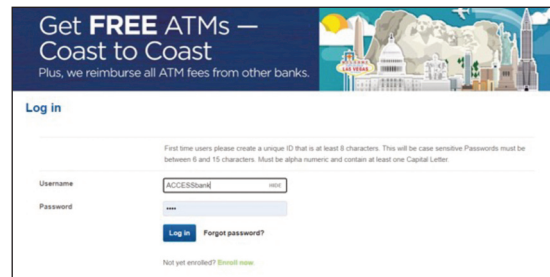 Get FREE ATMs —
Coast to Coast
Plus, we reimburse all ATM fees from other banks.
LAS VEGAS
Log in
First time users please create a unique ID that is at least 8 characters. This will be case sensitive Passwords must be
between 6 and 15 characters. Must be alpha numeric and contain at least one Capital Letter
Username
ACCESSbank
HIDE
Password
••••
Log in
Forgot password?
Not yet enrolled? Enroll now.